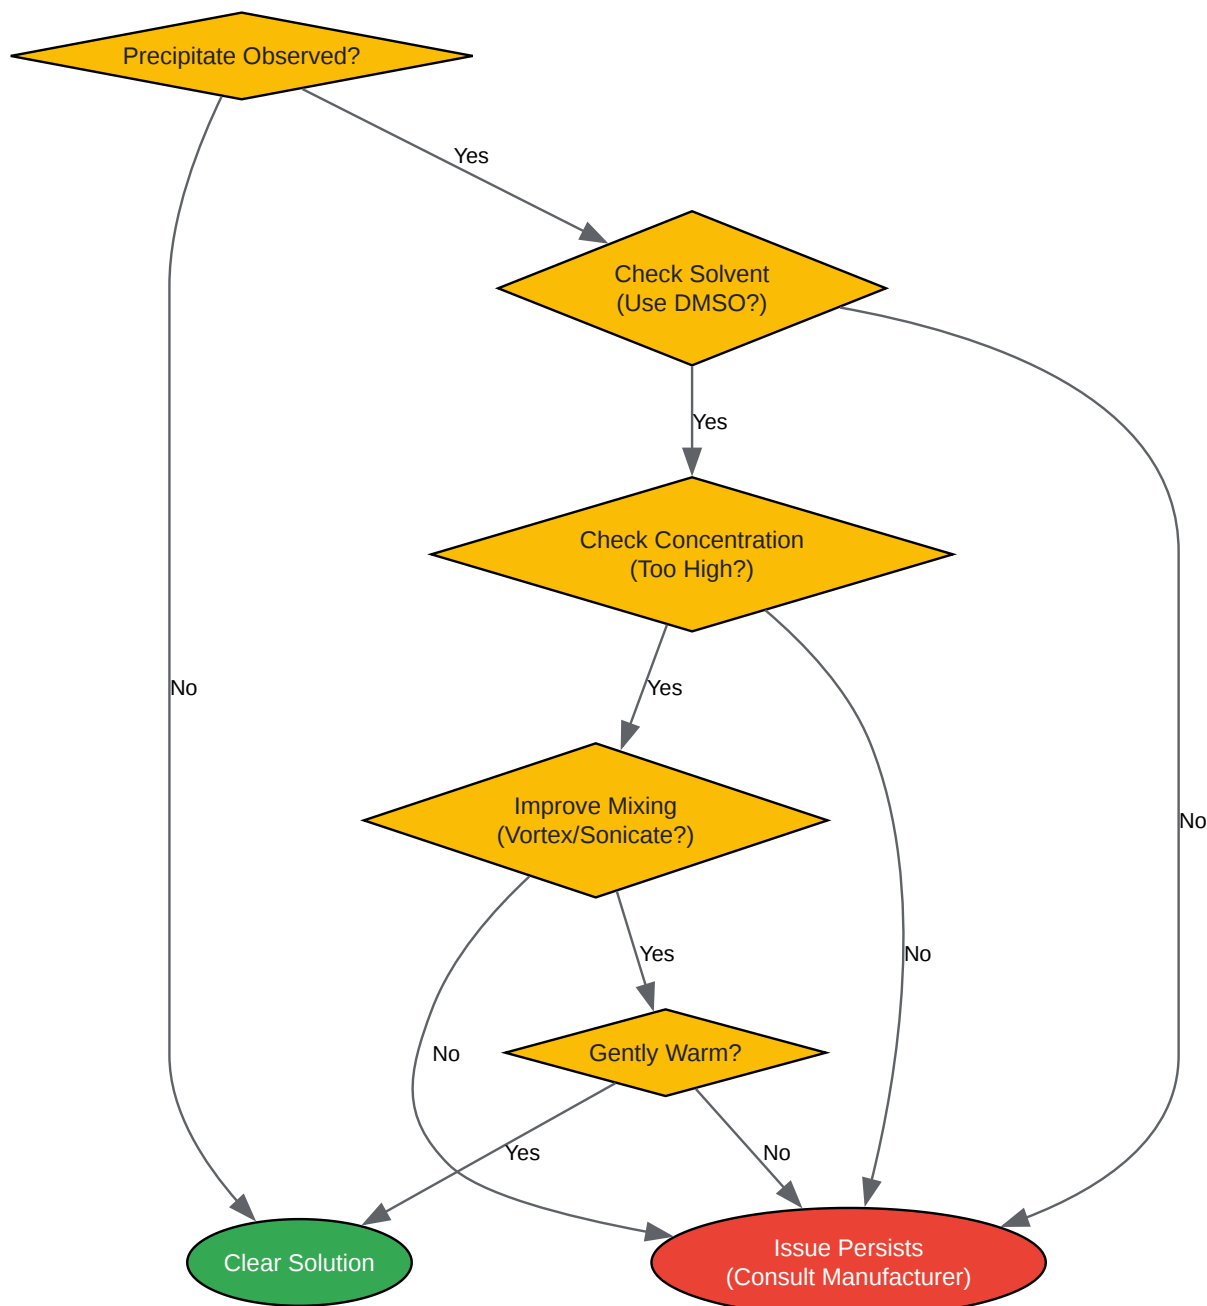 Precipitate Observed?
Yes
Check Solvent
(Use DMSO?)
Yes
Check Concentration
(Too High?)
No
Yes
Improve Mixing
(Vortex/Sonicate?)
No
Yes
No
No
Gently Warm?
Yes
No
Clear Solution
Issue Persists
(Consult Manufacturer)